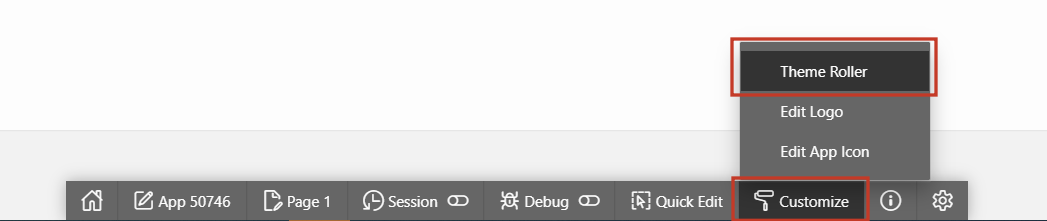 Theme Roller
Edit Logo
Edit App Icon
App 50746 Page 1 Session Debug Quick Edit Customize